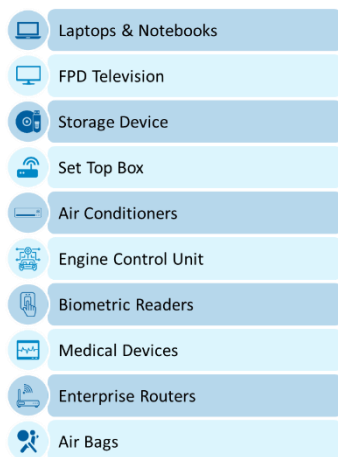 Laptops & Notebooks
FPD Television
Storage Device
Set Top Box
Air Conditioners
Engine Control Unit
Biometric Readers
Medical Devices
Enterprise Routers
Air Bags